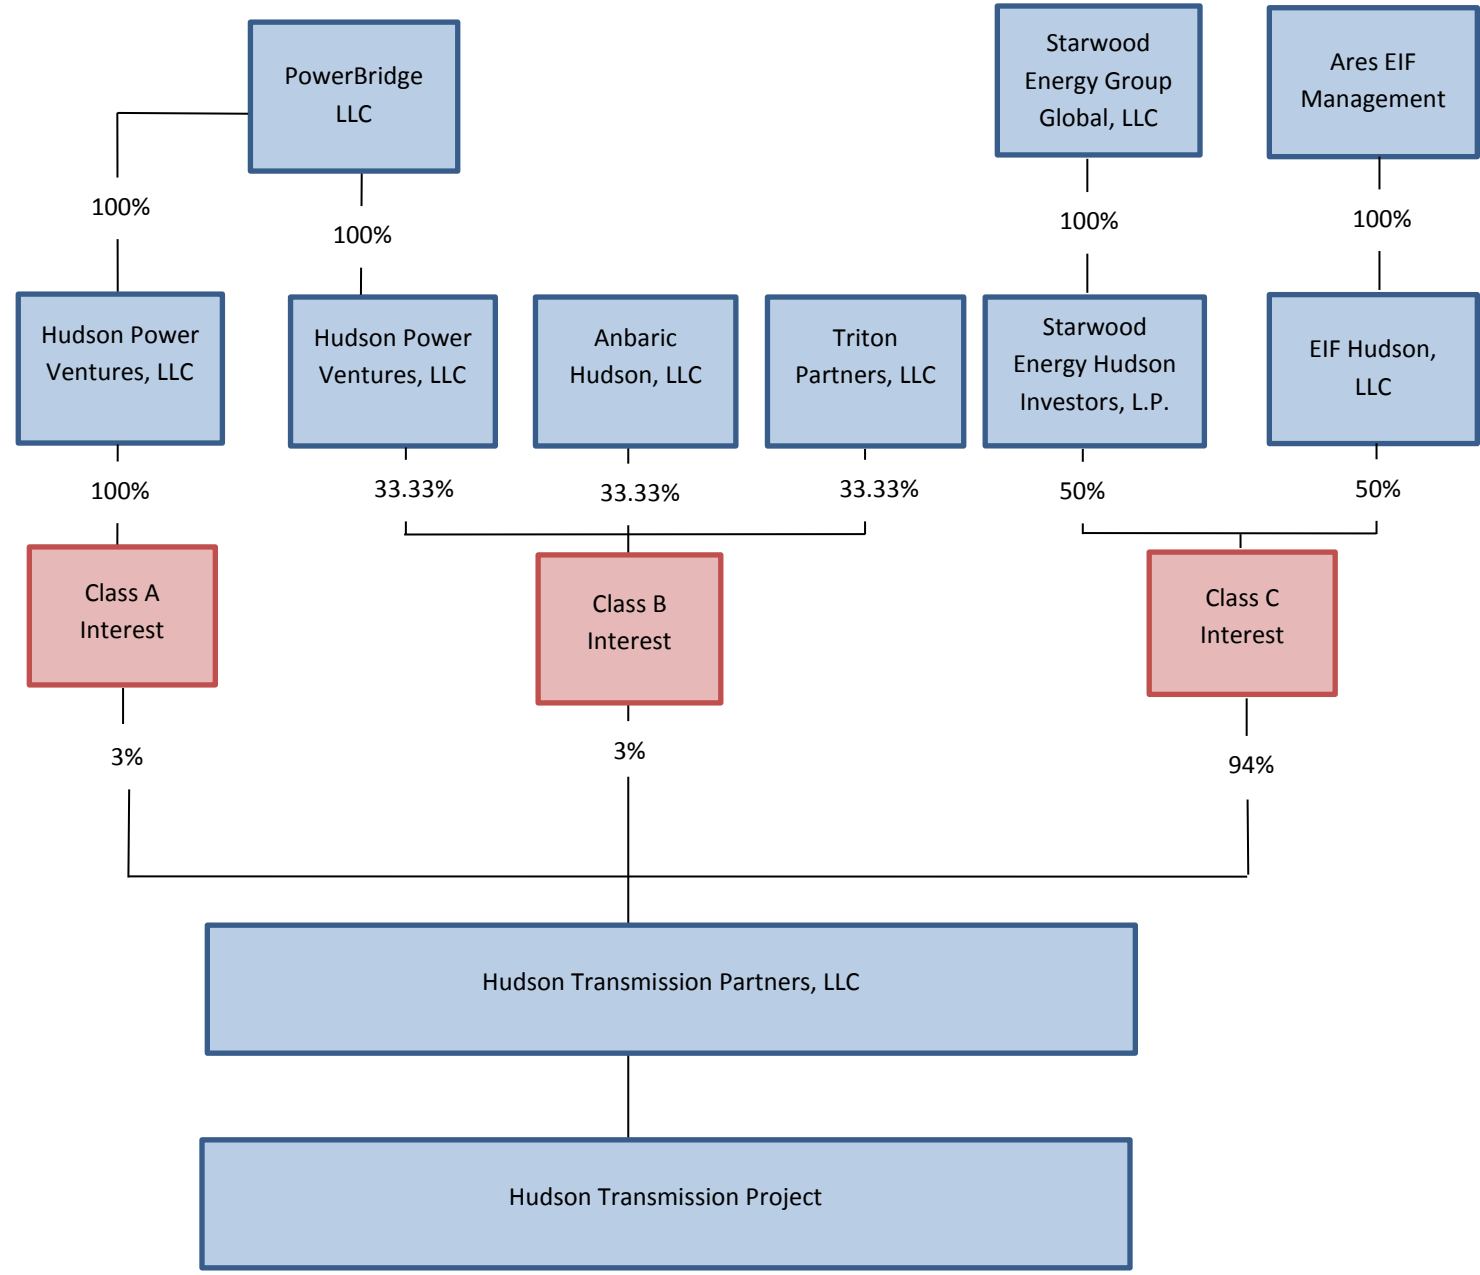 PowerBridge
LLC
Starwood
Energy Group
Global, LLC
Ares EIF
Management
100%
100%
100%
100%
Hudson Power
Ventures, LLC
Hudson Power
Ventures, LLC
Anbaric
Hudson, LLC
Triton
Partners, LLC
Starwood
Energy Hudson
Investors, L.P.
EIF Hudson,
LLC
100%
33.33%
33.33%
33.33%
50%
50%
Class A
Interest
Class B
Interest
Class C
Interest
3%
3%
94%
Hudson Transmission Partners, LLC
Hudson Transmission Project